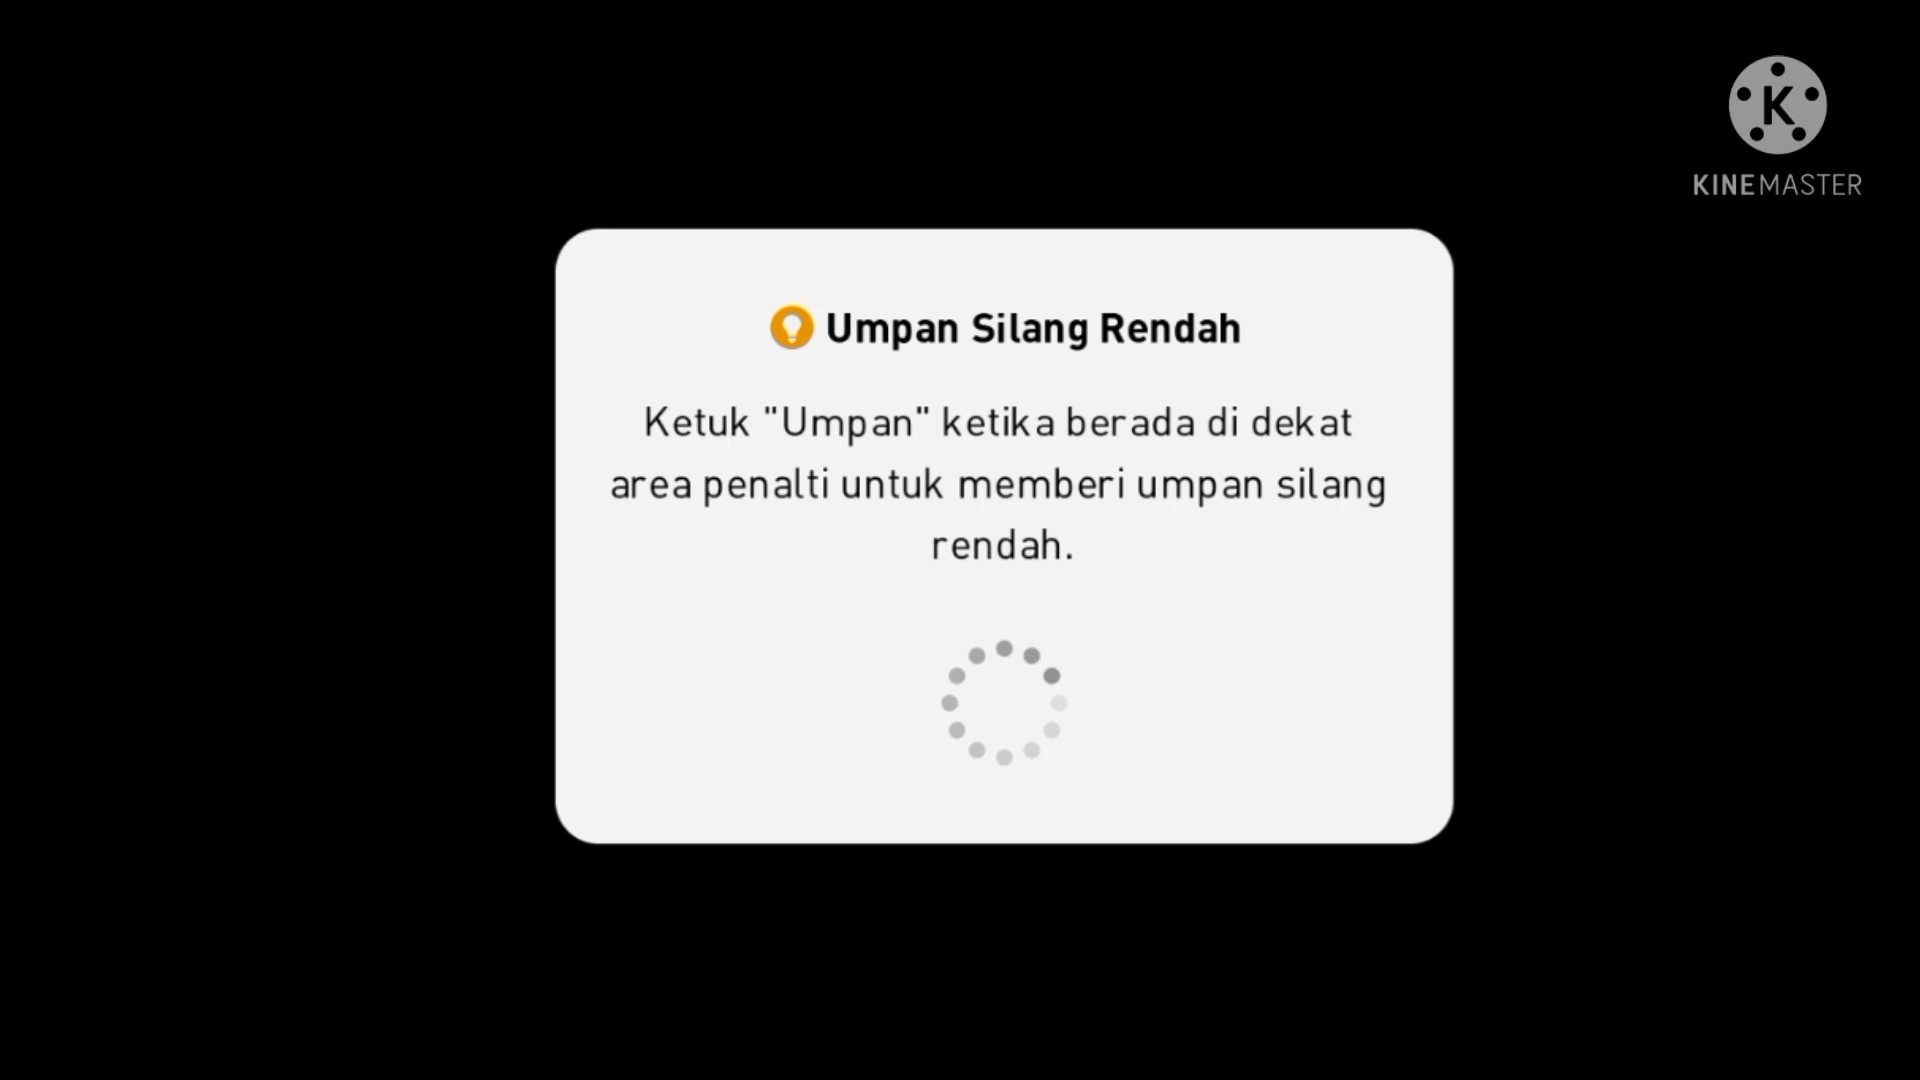 KINEMASTER
Umpan Silang Rendah
Ketuk "Umpan" ketika berada di dekat
area penalti untuk memberi umpan silang
rendah.